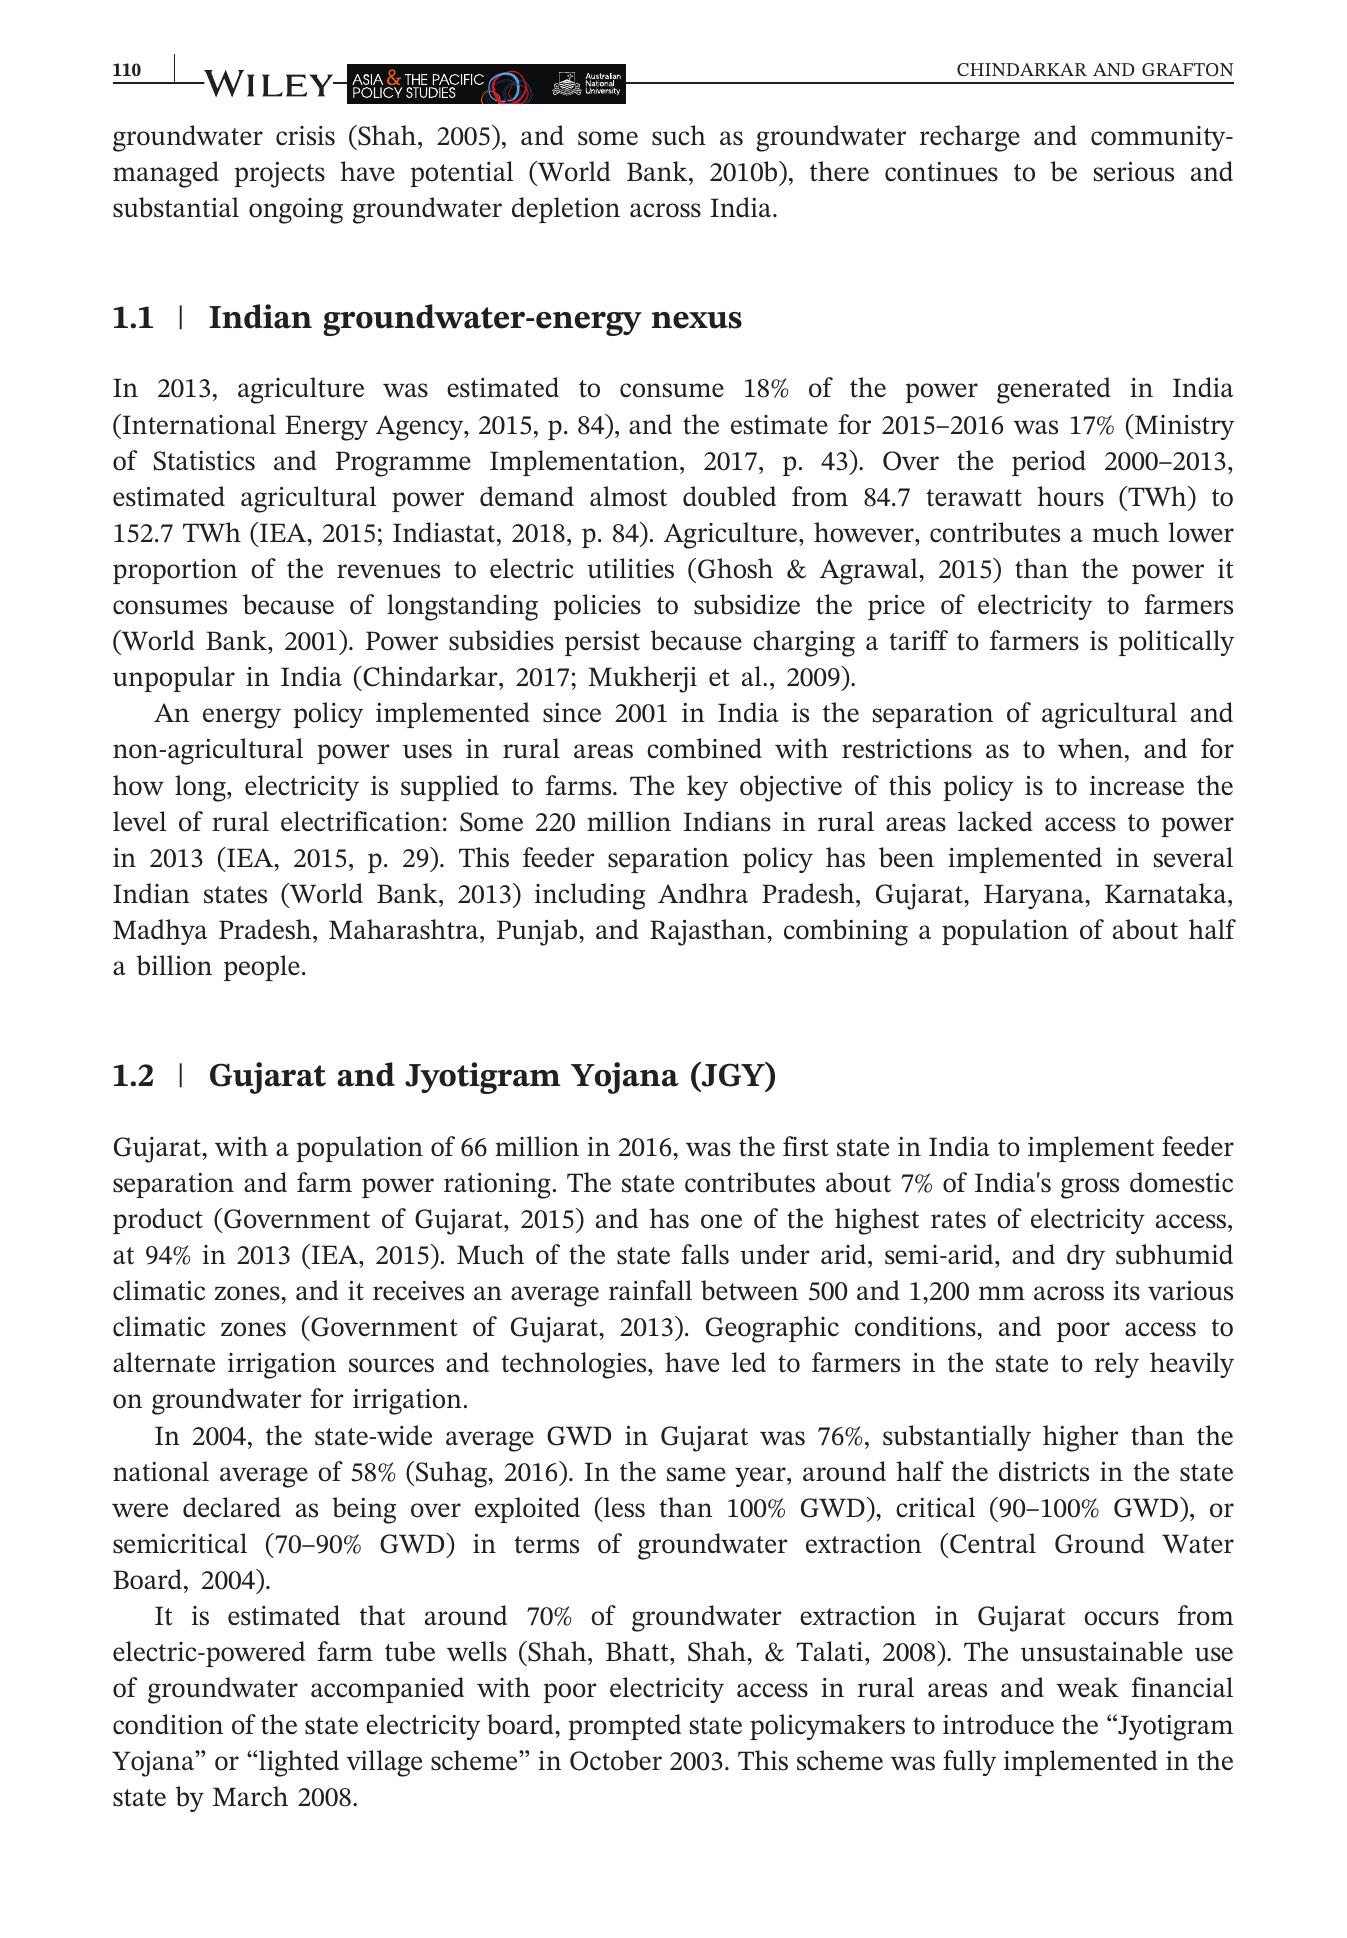 110
WILEY
ASIA & THE PACIFIC
POLICY STUDIES
Australian
National
University
CHINDARKAR AND GRAFTON
groundwater crisis (Shah, 2005), and some such as groundwater recharge and community-
managed projects have potential (World Bank, 2010b), there continues to be serious and
substantial ongoing groundwater depletion across India.
1.1 | Indian groundwater-energy nexus
In 2013, agriculture was estimated to consume 18% of the power generated in India
(International Energy Agency, 2015, p. 84), and the estimate for 2015–2016 was 17% (Ministry
of Statistics and Programme Implementation, 2017, p. 43). Over the period 2000–2013,
estimated agricultural power demand almost doubled from 84.7 terawatt hours (TWh) to
152.7 TWh (IEA, 2015; Indiastat, 2018, p. 84). Agriculture, however, contributes a much lower
proportion of the revenues to electric utilities (Ghosh & Agrawal, 2015) than the power it
consumes because of longstanding policies to subsidize the price of electricity to farmers
(World Bank, 2001). Power subsidies persist because charging a tariff to farmers is politically
unpopular in India (Chindarkar, 2017; Mukherji et al., 2009).
An energy policy implemented since 2001 in India is the separation of agricultural and
non-agricultural power uses in rural areas combined with restrictions as to when, and for
how long, electricity is supplied to farms. The key objective of this policy is to increase the
level of rural electrification: Some 220 million Indians in rural areas lacked access to power
in 2013 (IEA, 2015, p. 29). This feeder separation policy has been implemented in several
Indian states (World Bank, 2013) including Andhra Pradesh, Gujarat, Haryana, Karnataka,
Madhya Pradesh, Maharashtra, Punjab, and Rajasthan, combining a population of about half
a billion people.
1.2 | Gujarat and Jyotigram Yojana (JGY)
Gujarat, with a population of 66 million in 2016, was the first state in India to implement feeder
separation and farm power rationing. The state contributes about 7% of India's gross domestic
product (Government of Gujarat, 2015) and has one of the highest rates of electricity access,
at 94% in 2013 (IEA, 2015). Much of the state falls under arid, semi-arid, and dry subhumid
climatic zones, and it receives an average rainfall between 500 and 1,200 mm across its various
climatic zones (Government of Gujarat, 2013). Geographic conditions, and poor access to
alternate irrigation sources and technologies, have led to farmers in the state to rely heavily
on groundwater for irrigation.
In 2004, the state-wide average GWD in Gujarat was 76%, substantially higher than the
national average of 58% (Suhag, 2016). In the same year, around half the districts in the state
were declared as being over exploited (less than 100% GWD), critical (90–100% GWD), or
semicritical (70–90% GWD) in terms of groundwater extraction (Central Ground Water
Board, 2004).
It is estimated that around 70% of groundwater extraction in Gujarat occurs from
electric-powered farm tube wells (Shah, Bhatt, Shah, & Talati, 2008). The unsustainable use
of groundwater accompanied with poor electricity access in rural areas and weak financial
condition of the state electricity board, prompted state policymakers to introduce the “Jyotigram
Yojana” or “lighted village scheme” in October 2003. This scheme was fully implemented in the
state by March 2008.